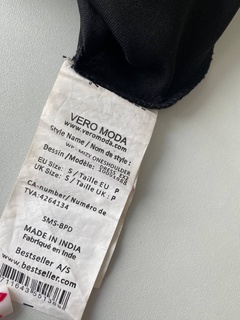 VERO MODA
www.veromoda.com
Style Name / Nom de style :
ONESHOULDER
Dessin / Modèle:
EU Size: S / Taille EU : P
UK Size: S / Taille UK : P
CA-number/ Numéro de
TVA:4264134
SMS-BPD
MADE IN INDIA
Fabriqué en Inde
Bestseller A/S
www.bestseller.com